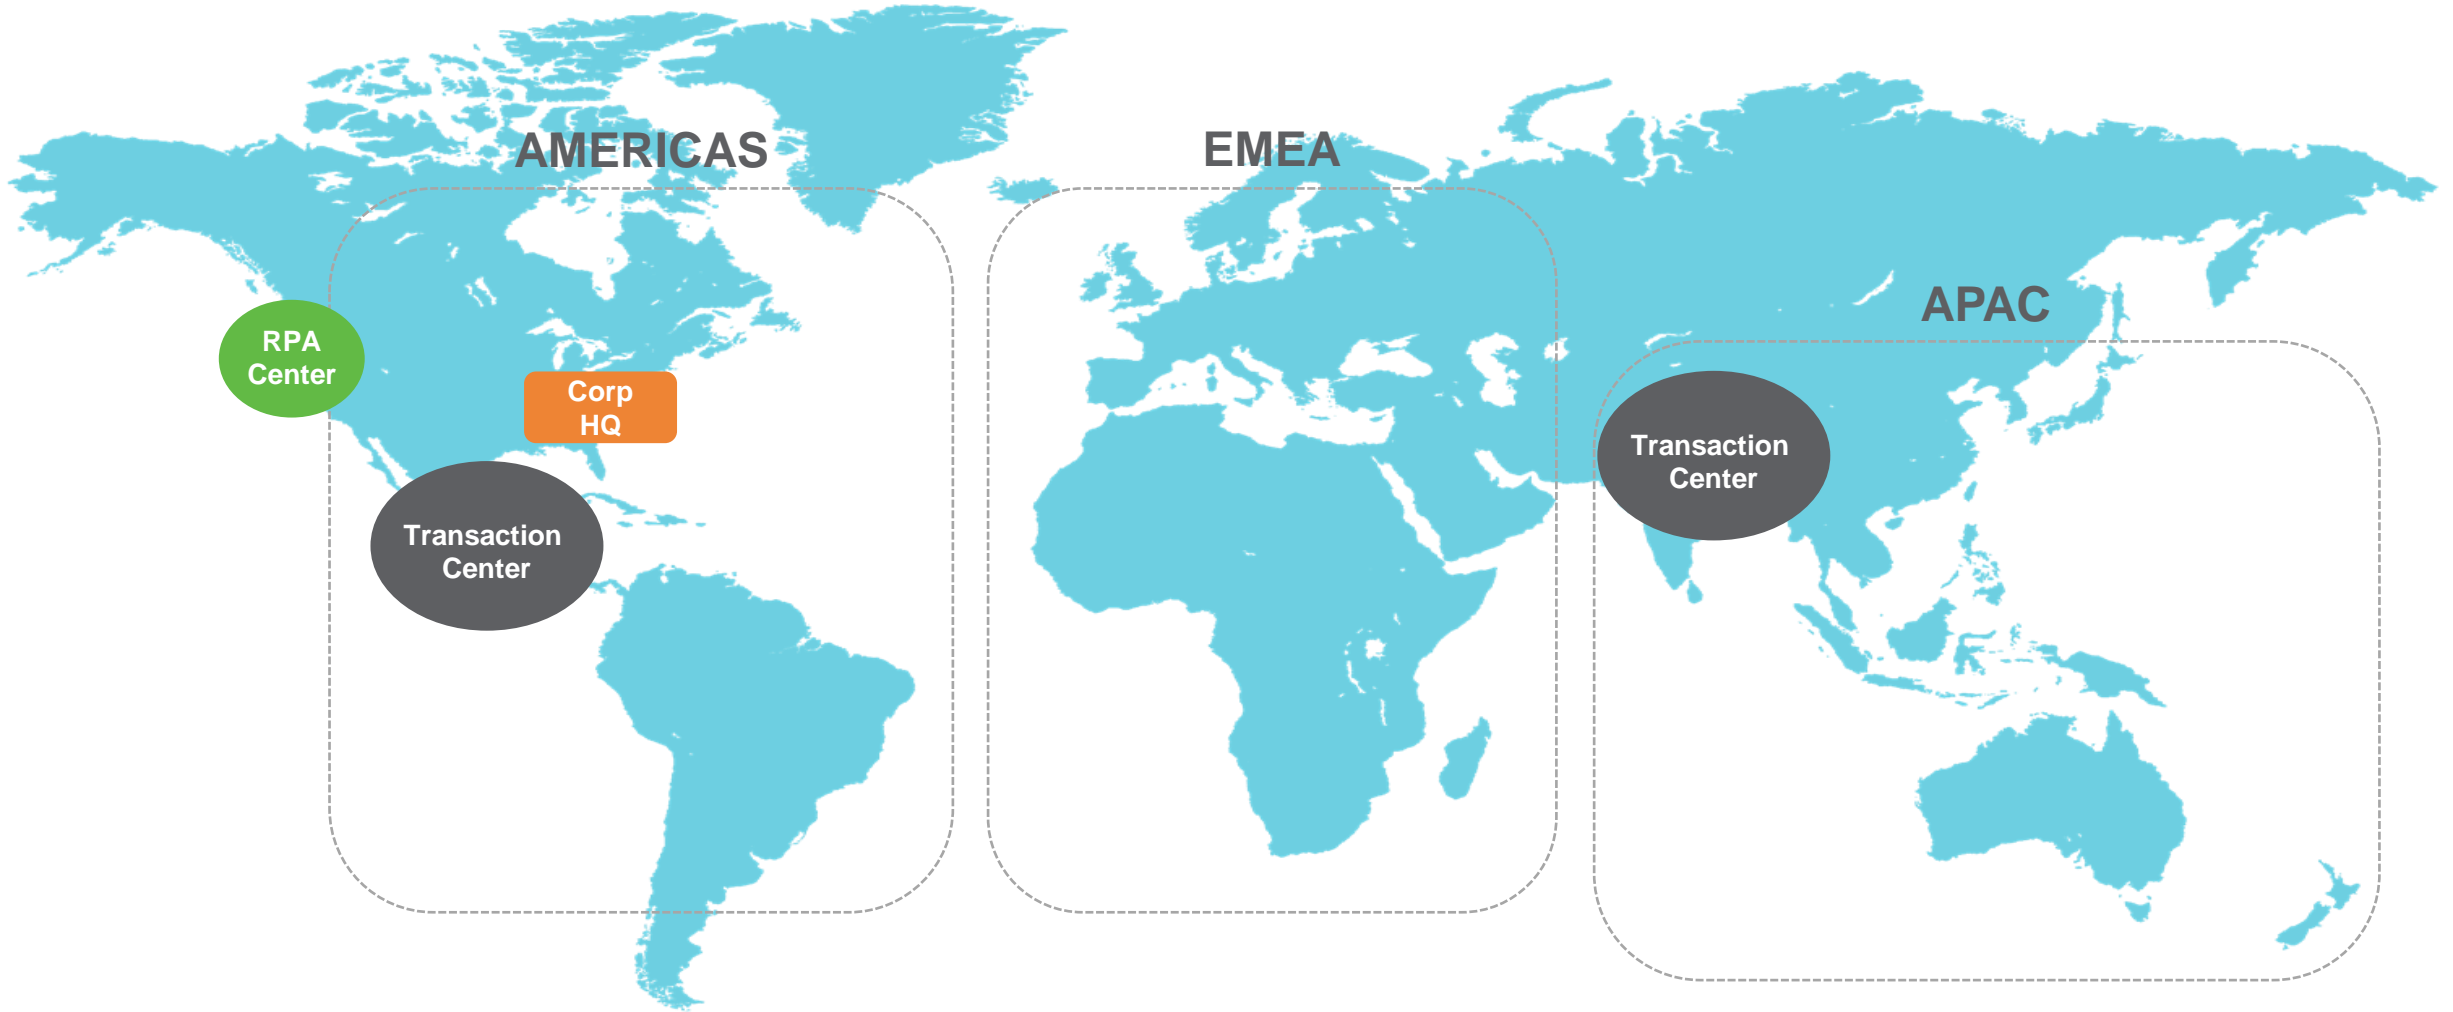 AMERICAS
EMEA
APAC
RPA
Center
Corp
HQ
Transaction
Center
Transaction
Center